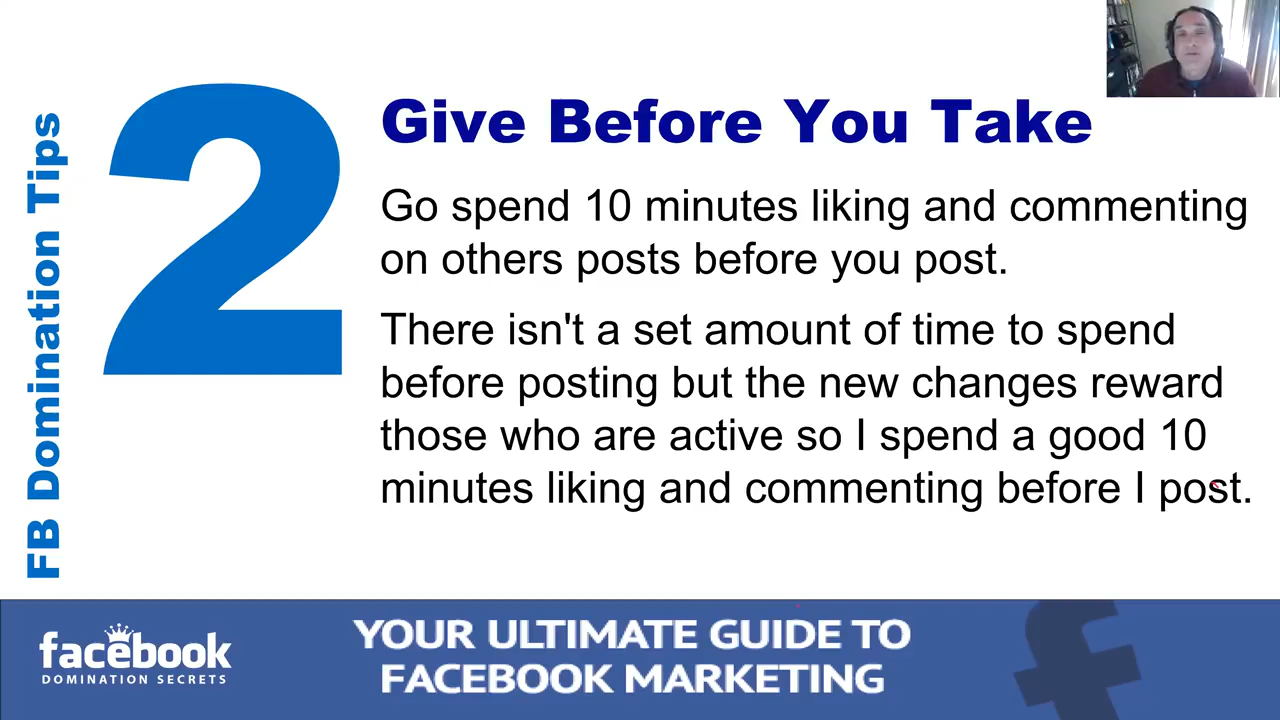 FB Domination Tips
2
Give Before You Take
Go spend 10 minutes liking and commenting
on others posts before you post.
There isn't a set amount of time to spend
before posting but the new changes reward
those who are active so I spend a good 10
minutes liking and commenting before I post.
facebook
DOMINATION SECRETS
YOUR ULTIMATE GUIDE TO
FACEBOOK MARKETING